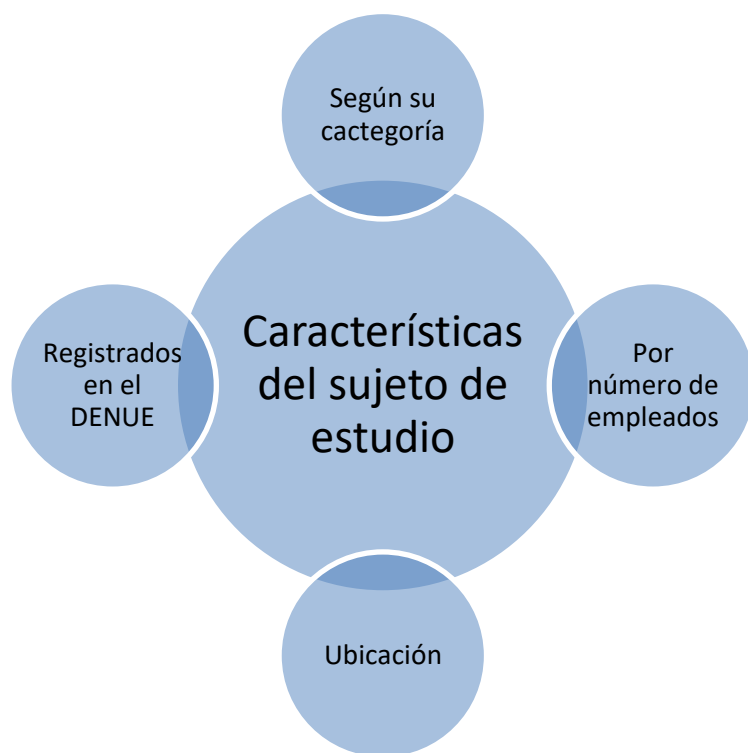 Según su
cactegoría
Características
del sujeto de
estudio
Registrados
en el
DENUE
Por
número de
empleados
Ubicación